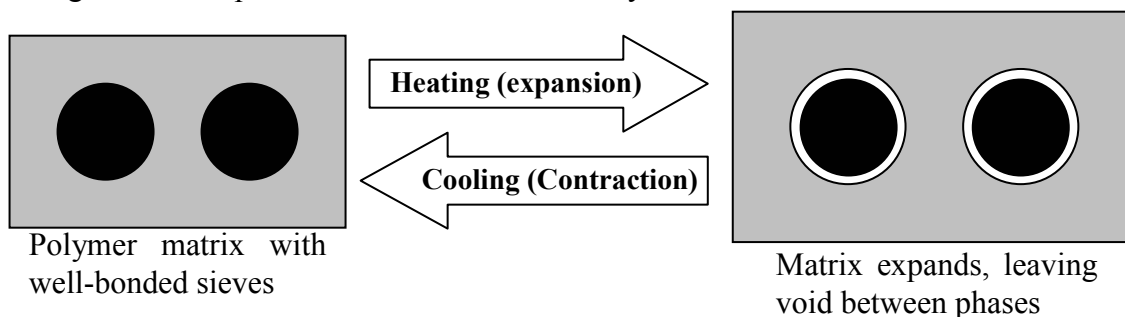 Heating (expansion)
Cooling (Contraction)
Polymer matrix with
well-bonded sieves
Matrix expands, leaving
void between phases